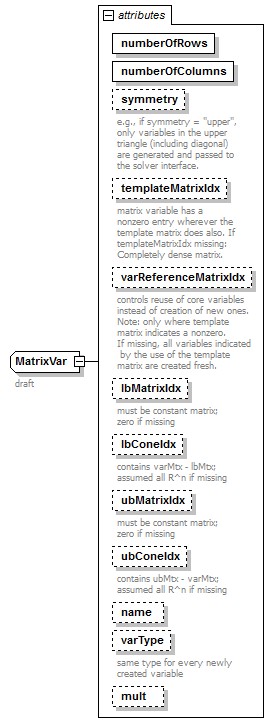 attributes
numberOfRows
numberOfColumns
symmetry
e.g., if symmetry = "upper",
only variables in the upper
triangle (including diagonal)
are generated and passed to
the solver interface.
templateMatrixIdx
matrix variable has a
nonzero entry wherever the
template matrix does also. If
templateMatrixIdx missing:
Completely dense matrix.
varReferenceMatrixIdx
controls reuse of core variables
instead of creation of new ones.
Note: only where template
matrix indicates a nonzero.
If missing, all variables indicated
by the use of the template
matrix are created fresh.
MatrixVar
draft
lbMatrixIdx
must be constant matrix;
zero if missing
lbConeIdx
contains varMtx - lbMtx;
assumed all R^n if missing
ubMatrixIdx
must be constant matrix;
zero if missing
ubConeIdx
contains ubMtx - varMtx;
assumed all R^n if missing
name
varType
same type for every newly
created variable
mult